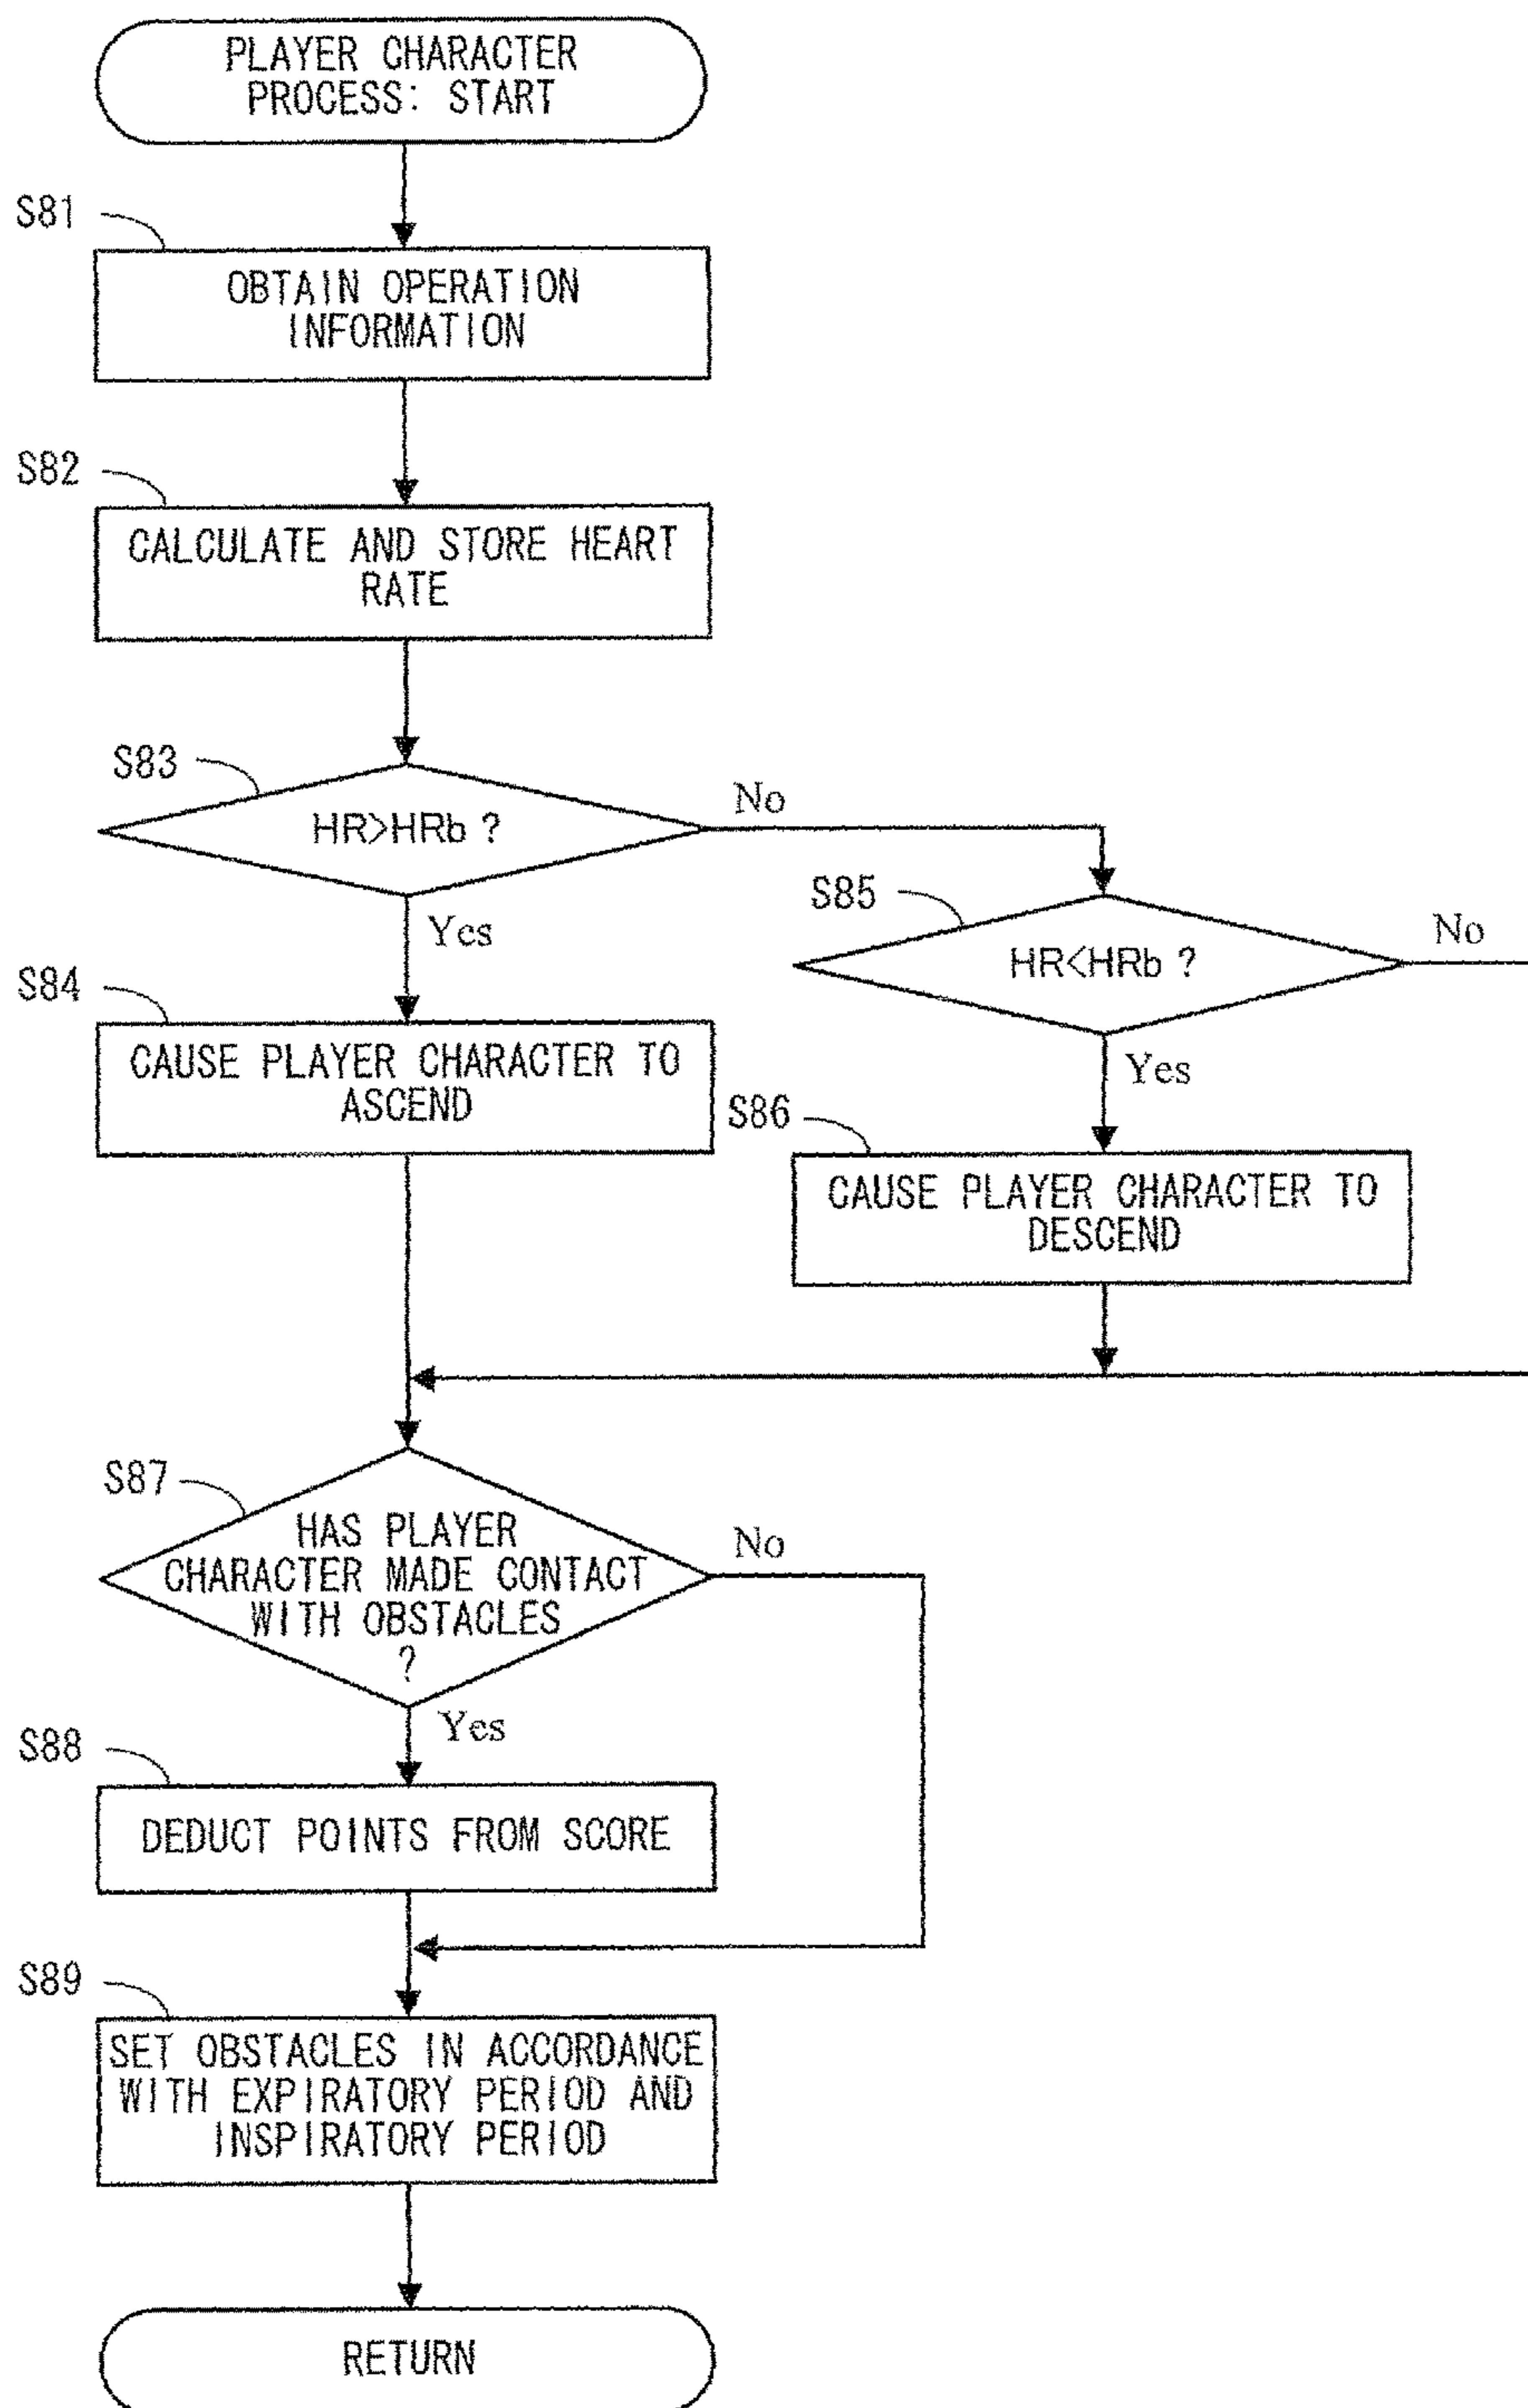 PLAYER CHARACTER
PROCESS: START
S81
OBTAIN OPERATION
INFORMATION
S82
CALCULATE AND STORE HEART
RATE
S83
HR>HRb ?
No
Yes
S85
HR<HRb ?
No
Yes
S84
CAUSE PLAYER CHARACTER TO
ASCEND
S86
CAUSE PLAYER CHARACTER TO
DESCEND
S87
HAS PLAYER
CHARACTER MADE CONTACT
WITH OBSTACLES
?
No
Yes
S88
DEDUCT POINTS FROM SCORE
S89
SET OBSTACLES IN ACCORDANCE
WITH EXPIRATORY PERIOD AND
INSPIRATORY PERIOD
RETURN